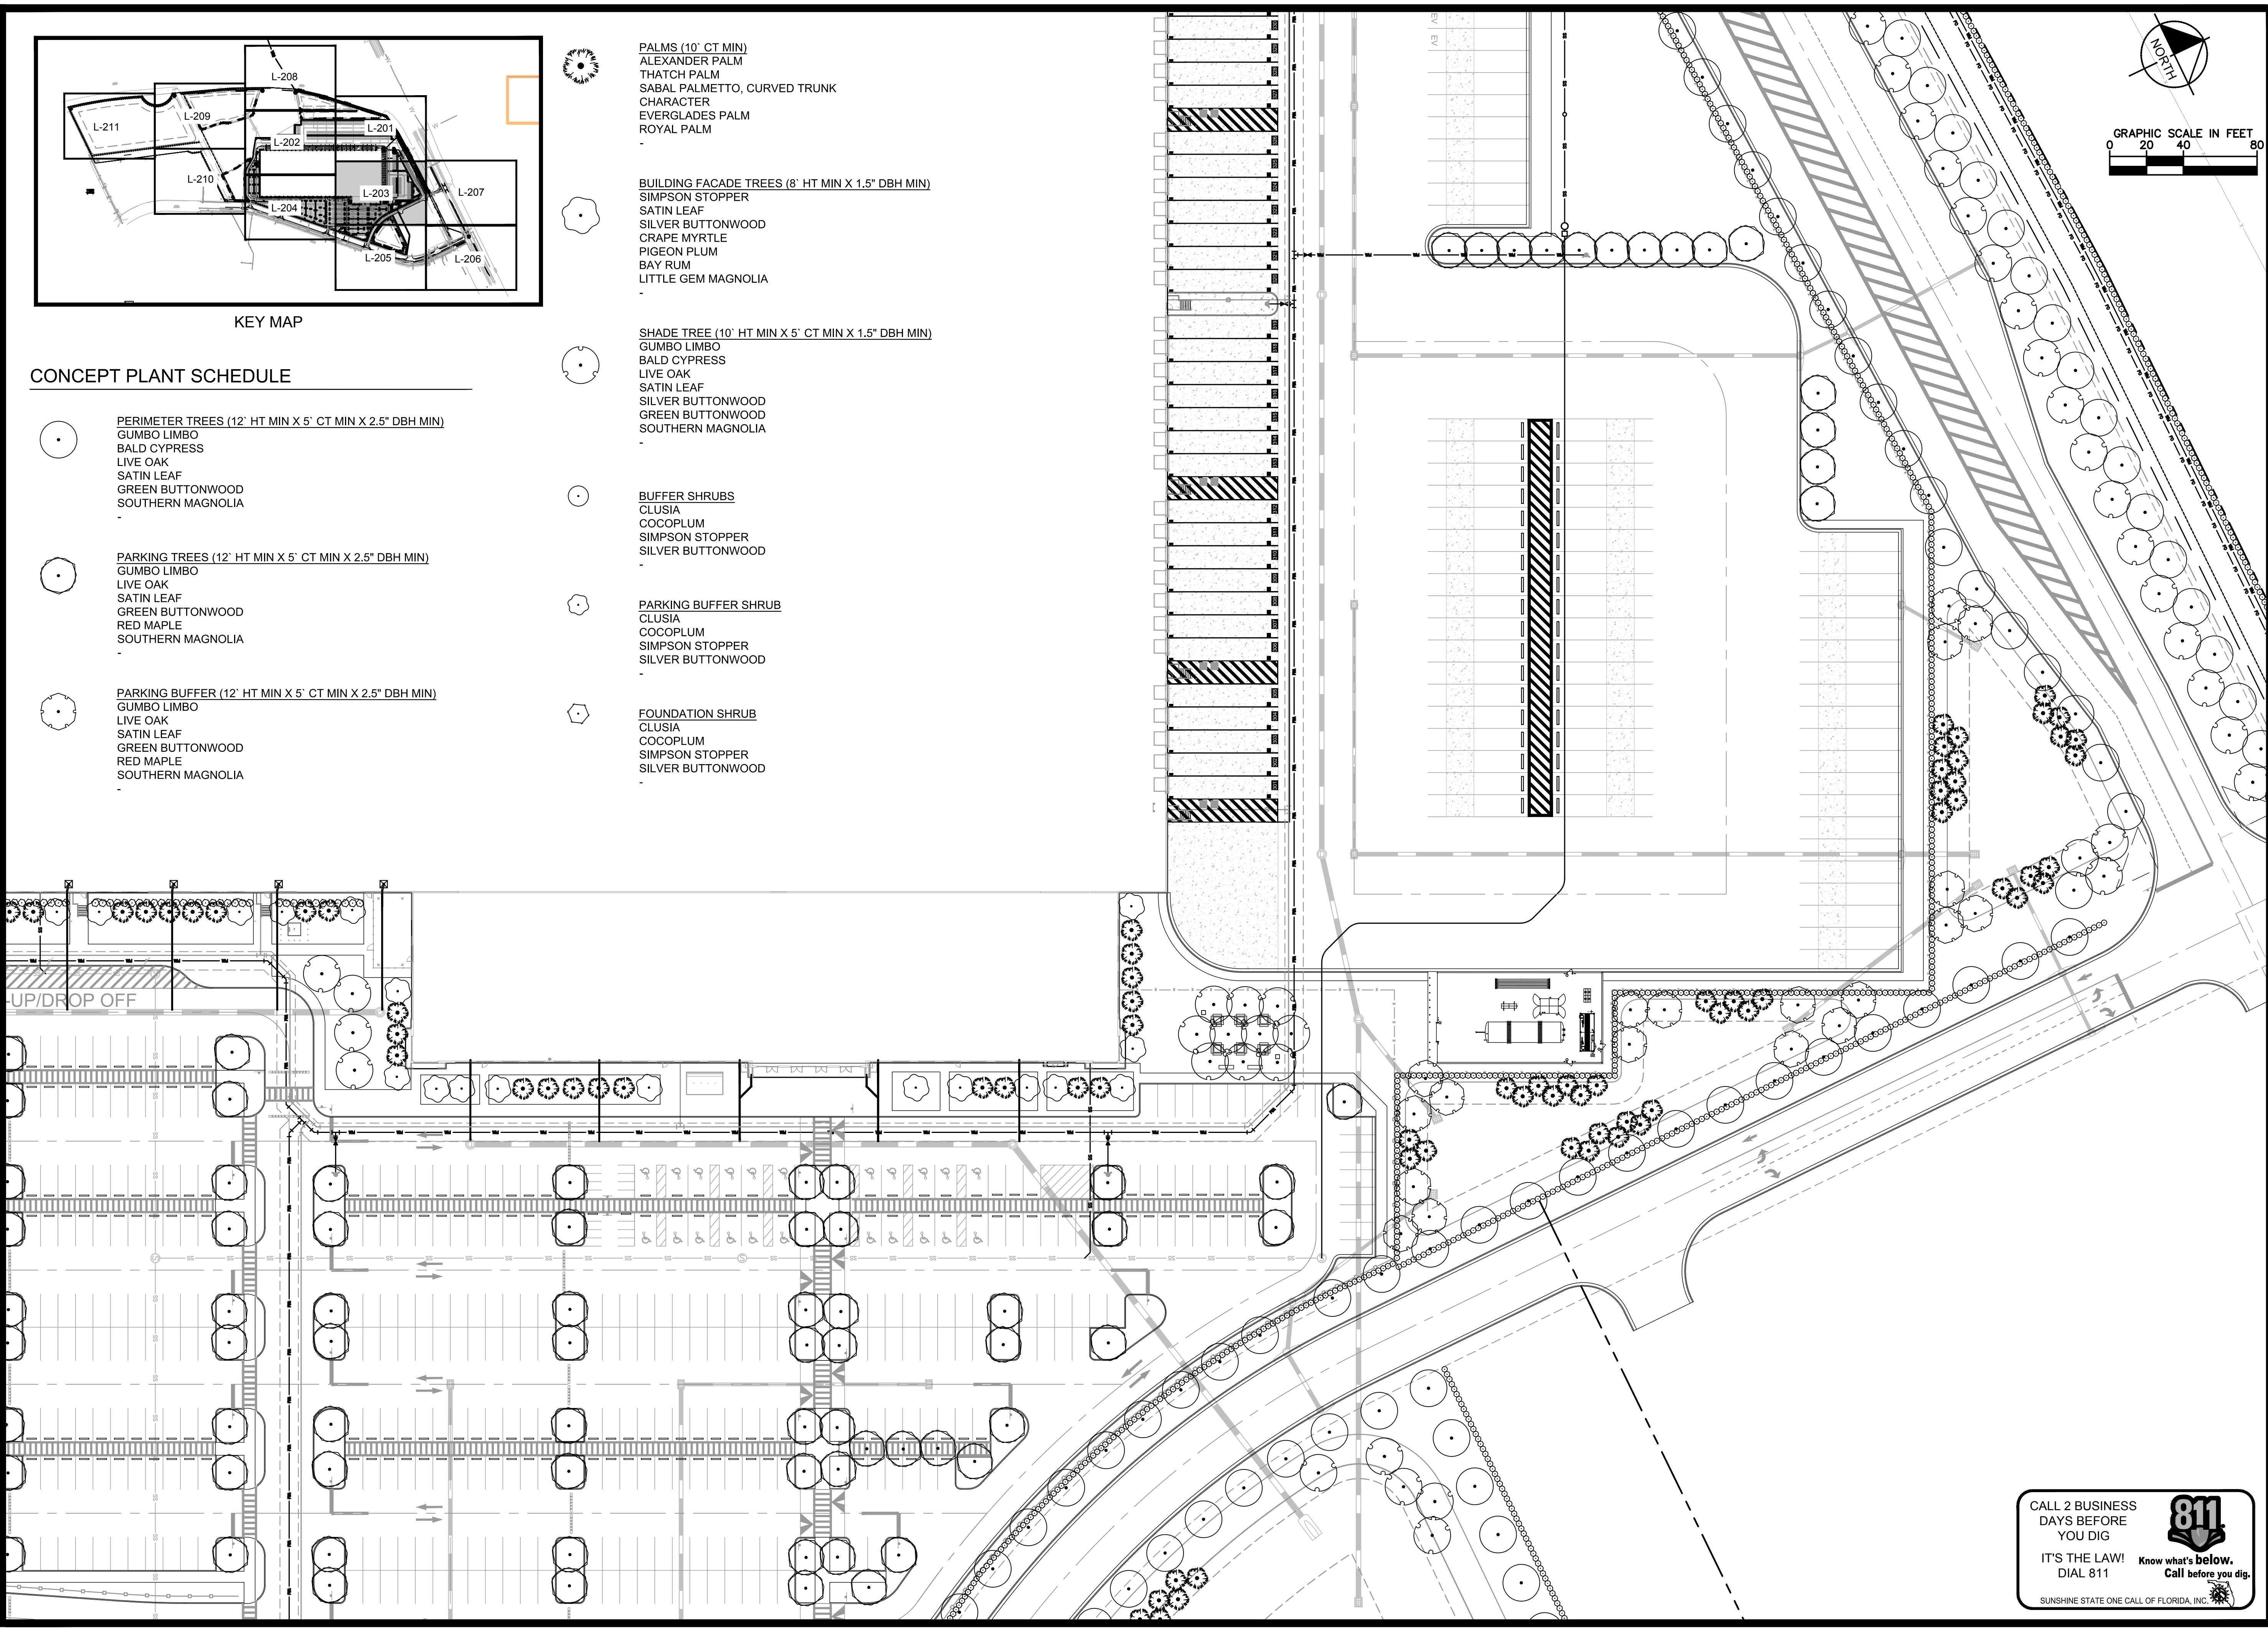 L-208
L-209
L-211
L-201
L-202
L-210
L-203
L-207
L-204
L-205
L-206
KEY MAP
CONCEPT PLANT SCHEDULE
PERIMETER TREES (12` HT MIN X 5` CT MIN X 2.5" DBH MIN)
GUMBO LIMBO
BALD CYPRESS
LIVE OAK
SATIN LEAF
GREEN BUTTONWOOD
SOUTHERN MAGNOLIA
-
PARKING TREES (12` HT MIN X 5` CT MIN X 2.5" DBH MIN)
GUMBO LIMBO
LIVE OAK
SATIN LEAF
GREEN BUTTONWOOD
RED MAPLE
SOUTHERN MAGNOLIA
-
PARKING BUFFER (12` HT MIN X 5` CT MIN X 2.5" DBH MIN)
GUMBO LIMBO
LIVE OAK
SATIN LEAF
GREEN BUTTONWOOD
RED MAPLE
SOUTHERN MAGNOLIA
-
PALMS (10` CT MIN)
ALEXANDER PALM
THATCH PALM
SABAL PALMETTO, CURVED TRUNK
CHARACTER
EVERGLADES PALM
ROYAL PALM
-
BUILDING FACADE TREES (8` HT MIN X 1.5" DBH MIN)
SIMPSON STOPPER
SATIN LEAF
SILVER BUTTONWOOD
CRAPE MYRTLE
PIGEON PLUM
BAY RUM
LITTLE GEM MAGNOLIA
-
SHADE TREE (10` HT MIN X 5` CT MIN X 1.5" DBH MIN)
GUMBO LIMBO
BALD CYPRESS
LIVE OAK
SATIN LEAF
SILVER BUTTONWOOD
GREEN BUTTONWOOD
SOUTHERN MAGNOLIA
-
BUFFER SHRUBS
CLUSIA
COCOPLUM
SIMPSON STOPPER
SILVER BUTTONWOOD
-
PARKING BUFFER SHRUB
CLUSIA
COCOPLUM
SIMPSON STOPPER
SILVER BUTTONWOOD
-
FOUNDATION SHRUB
CLUSIA
COCOPLUM
SIMPSON STOPPER
SILVER BUTTONWOOD
-
EV
EV
NORTH
GRAPHIC SCALE IN FEET
0 20 40 80
-UP/DROP OFF
CALL 2 BUSINESS
DAYS BEFORE
YOU DIG
IT'S THE LAW!
DIAL 811
811
Know what's below.
Call before you dig.
SUNSHINE STATE ONE CALL OF FLORIDA, INC.